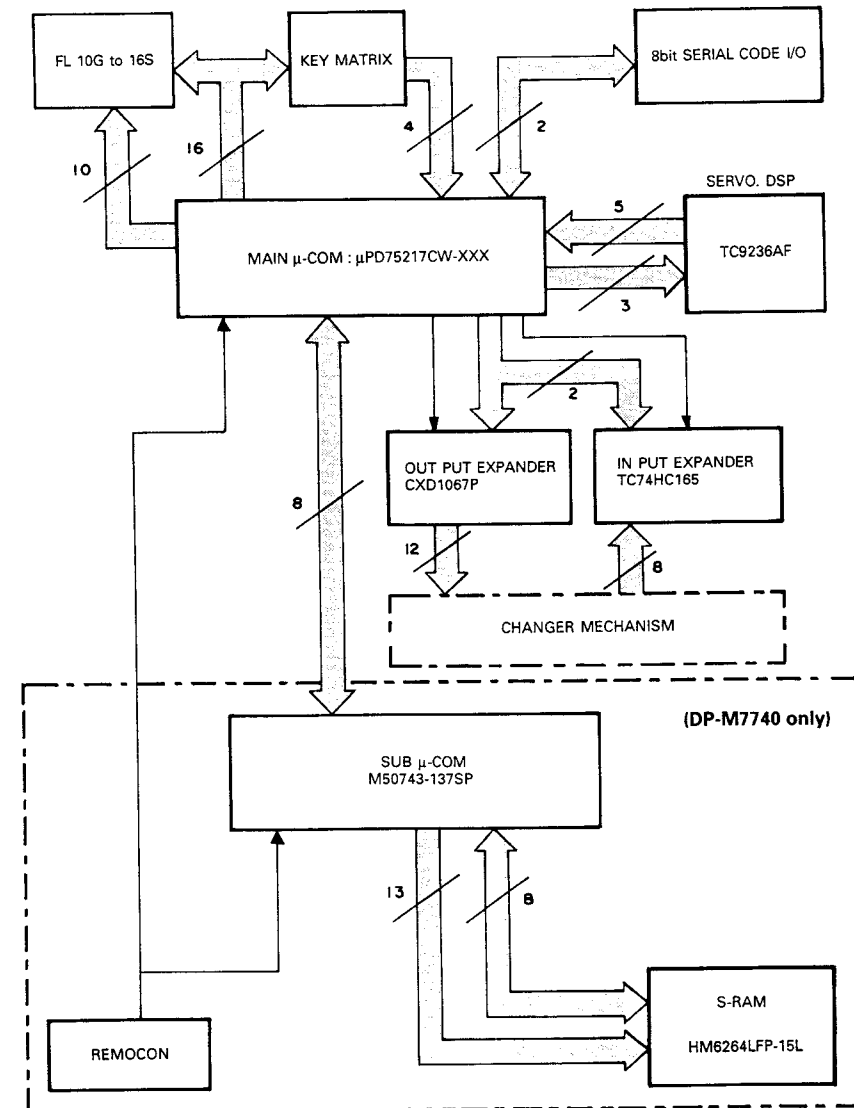 FL 10G to 16S
KEY MATRIX
8bit SERIAL CODE I/O
4
2
16
10
SERVO. DSP
5
TC9236AF
MAIN μ-COM : μPD75217CW-XXX
3
2
OUT PUT EXPANDER
CXD1067P
IN PUT EXPANDER
TC74HC165
8
12
8
CHANGER MECHANISM
(DP-M7740 only)
SUB μ-COM
M50743-137SP
13
8
S-RAM
HM6264LFP-15L
REMOCON